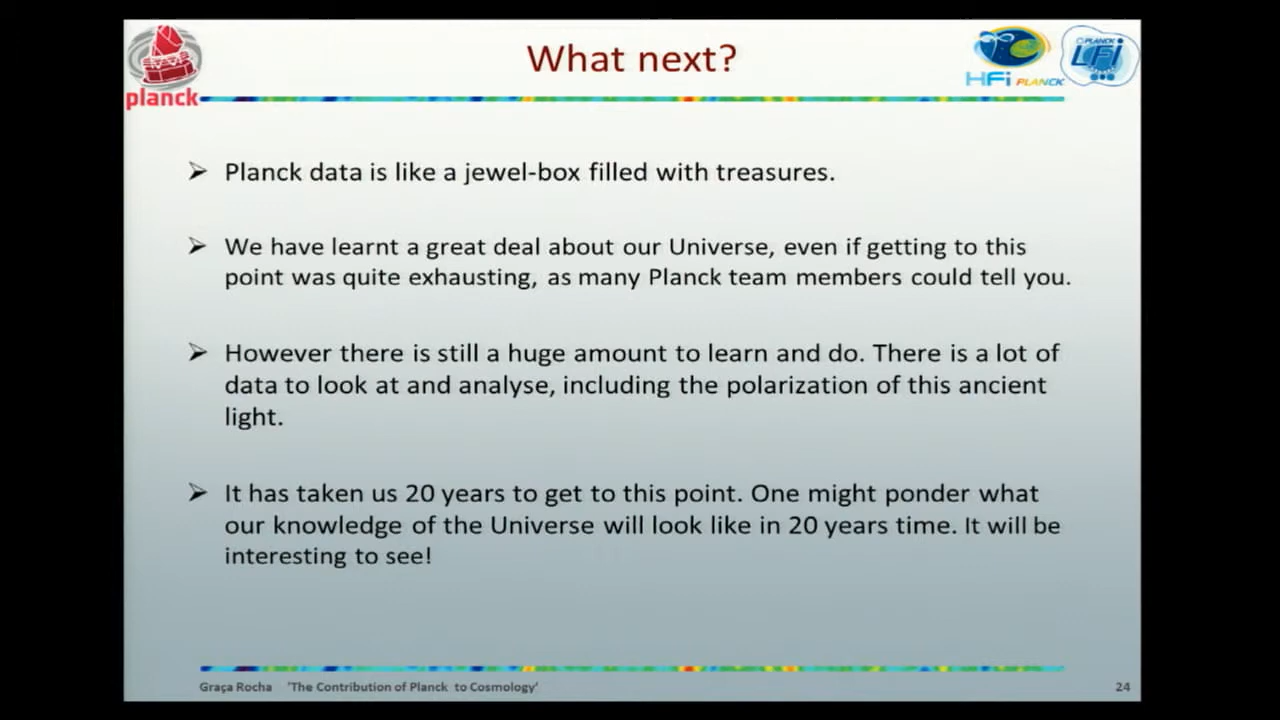 What next?
planck
HFi PLANCK
PLANCK
LFi
Planck data is like a jewel-box filled with treasures.
We have learnt a great deal about our Universe, even if getting to this
point was quite exhausting, as many Planck team members could tell you.
However there is still a huge amount to learn and do. There is a lot of
data to look at and analyse, including the polarization of this ancient
light.
It has taken us 20 years to get to this point. One might ponder what
our knowledge of the Universe will look like in 20 years time. It will be
interesting to see!
Graça Rocha 'The Contribution of Planck to Cosmology' 24